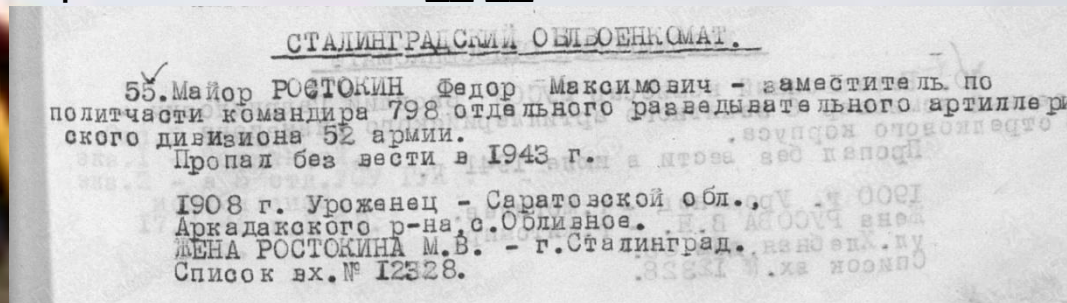 СТАЛИНГРАДСКИЙ ОБЛВОЕНКОМАТ.
55. Майор РОСТОКИН Федор Максимович - заместитель по
политчасти командира 798 отдельного разведывательного артиллери
ского дивизиона 52 армии.
Пропал без вести в 1943 г.
1908 г. Уроженец - Саратовской обл.,
Аркадакского р-на,с.Обливное.
ЖЕНА РОСТОКИНА М.В. - г.Сталинград.
Список вх.№ 12328.